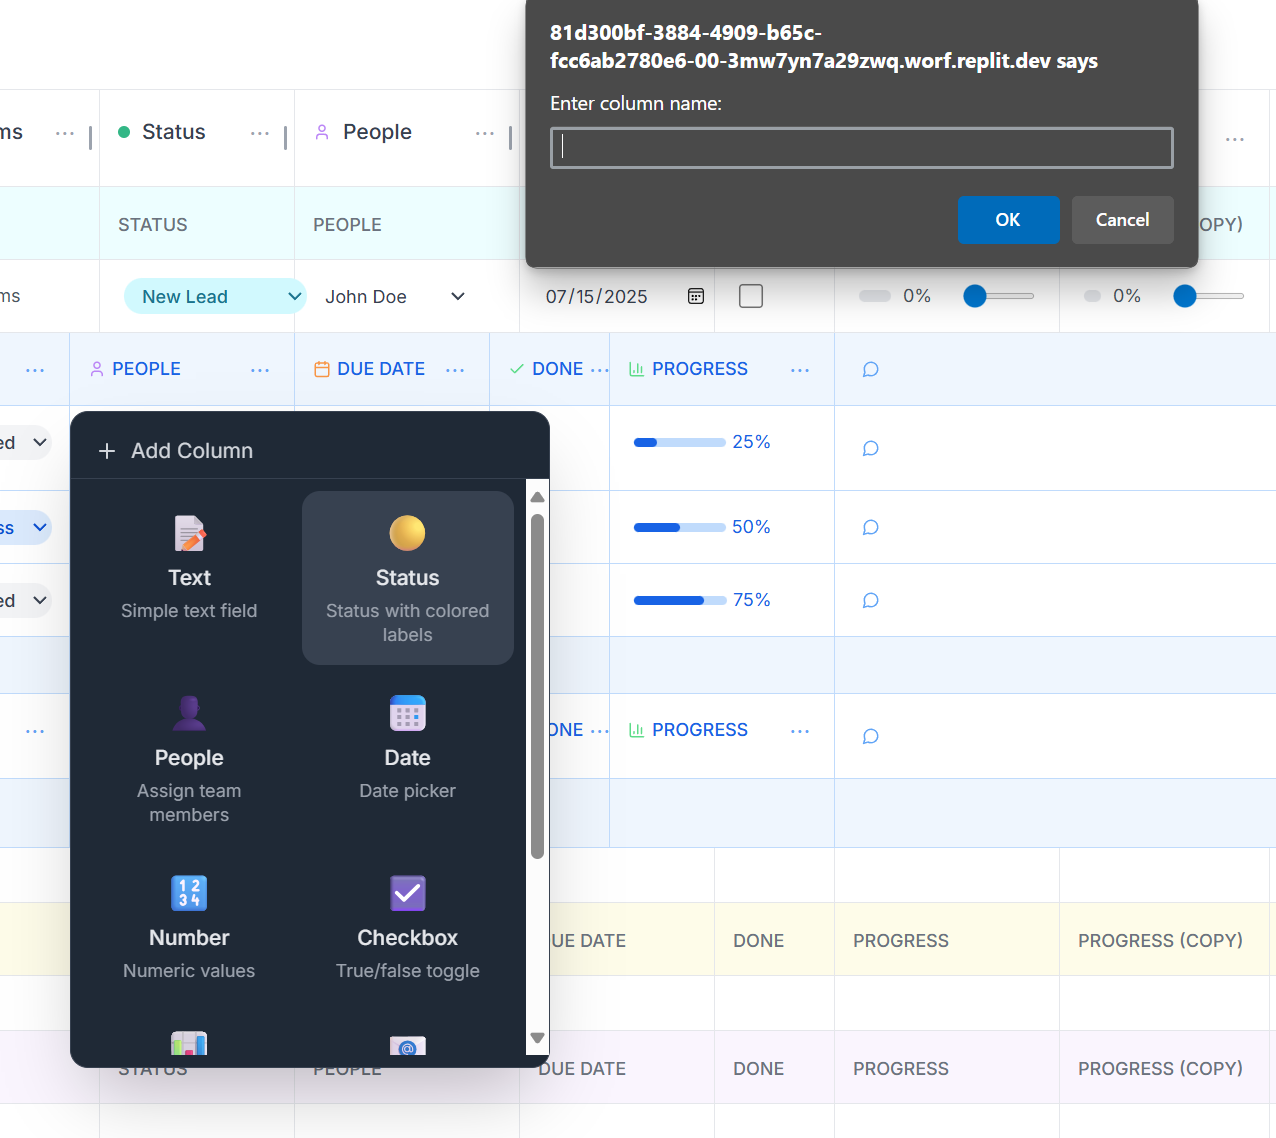 81d300bf-3884-4909-b65c-
fcc6ab2780e6-00-3mw7yn7a29zwq.worf.replit.dev says
Enter column name:
OK
Cancel
ms
Status
People
STATUS
PEOPLE
OPY)
ms
New Lead
John Doe
07/15/2025
0%
0%
PEOPLE
DUE DATE
DONE
PROGRESS
ed
25%
ss
50%
ed
75%
Add Column
Text
Simple text field
Status
Status with colored
labels
People
Assign team
members
Date
Date picker
Number
Numeric values
Checkbox
True/false toggle
ONE
PROGRESS
UE DATE
DONE
PROGRESS
PROGRESS (COPY)
STATUS
PEOPLE
DUE DATE
DONE
PROGRESS
PROGRESS (COPY)